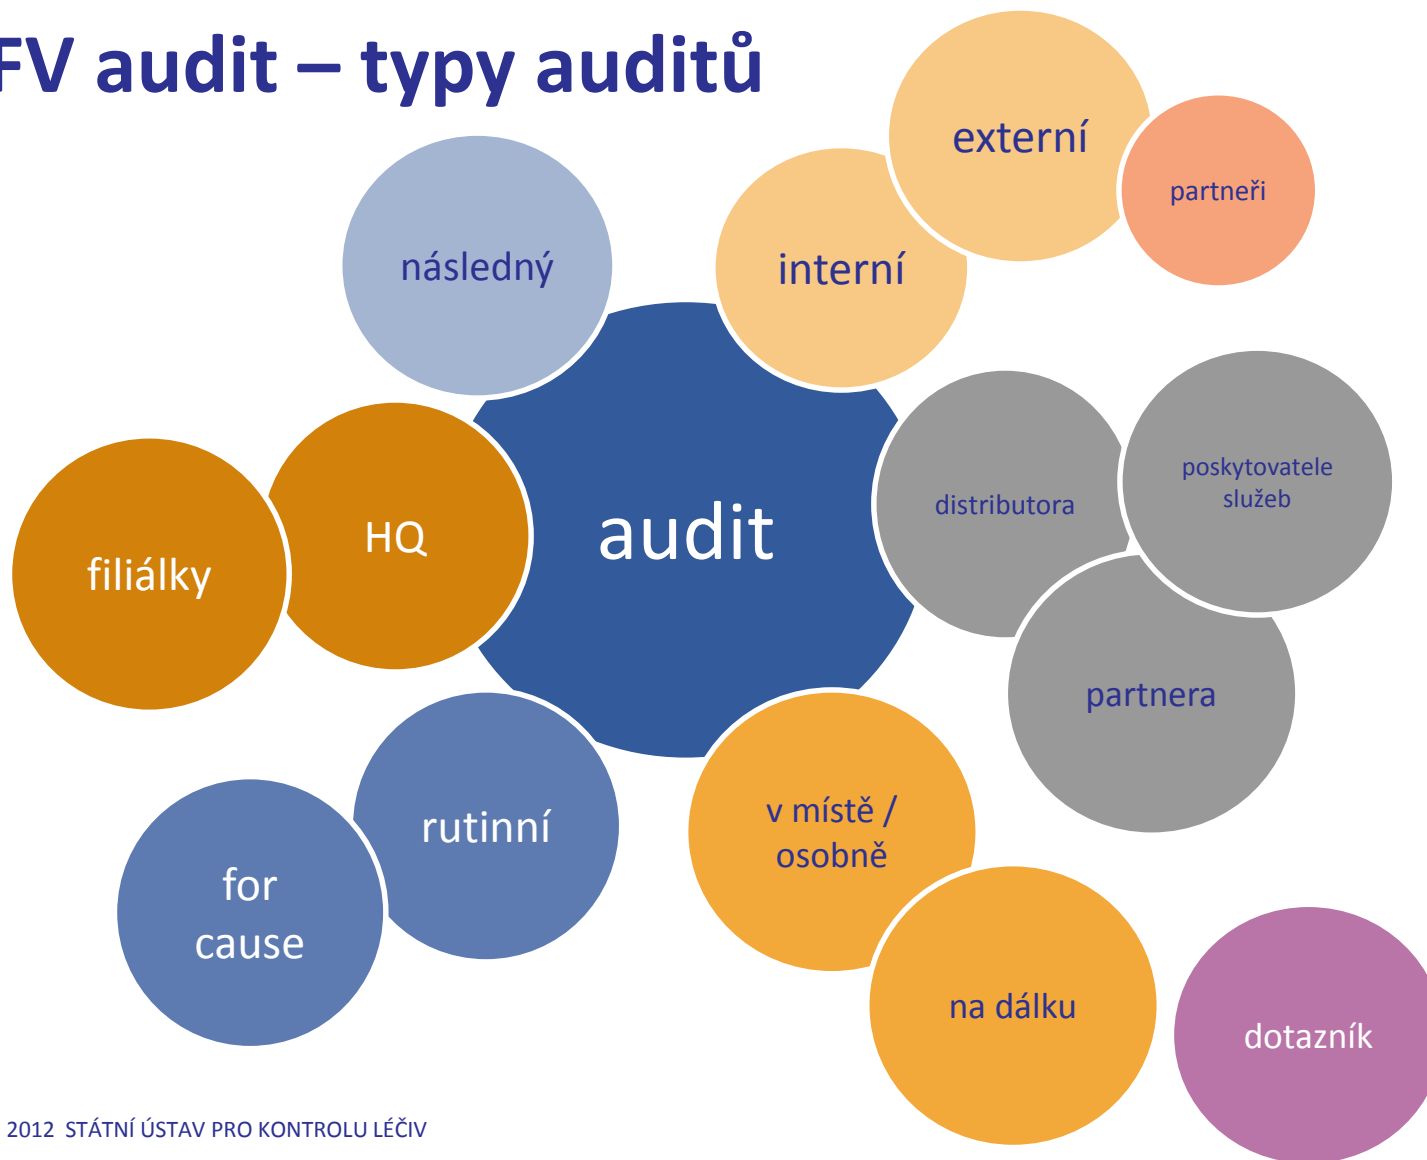 FV audit – typy auditů
externí
partneři
následný
interní
poskytovatele
služeb
distributora
HQ
audit
filiálky
partnera
v místě /
osobně
rutinní
for
cause
na dálku
dotazník
2012 STÁTNÍ ÚSTAV PRO KONTROLU LÉČIV